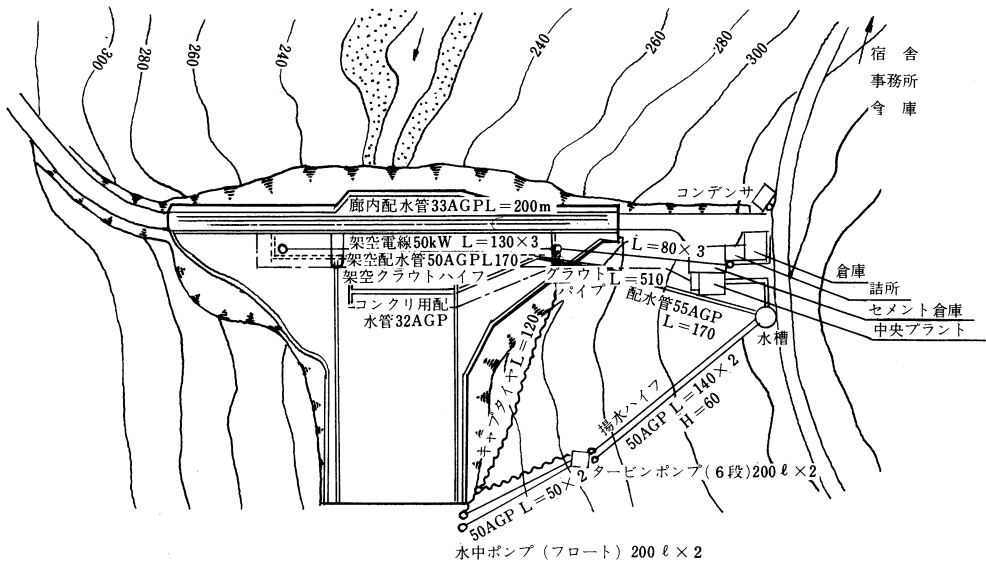 300
280
260
240
240
260
280
300
宿舎
事務所
倉庫
コンデンサ
廊内配水管33AGPL=200m
架空電線50kW L=130×3
架空配水管50AGPL170
架空クラウトハイフ
コンクリ用配
水管32AGP
グラウト
パイプ
L=510
L=80×3
配水管55AGP
L=170
倉庫
詰所
セメント倉庫
中央プラント
水槽
キャプタイヤL=120
揚水ハイフ
50AGP L=140×2
H=60
タービンポンプ(6段)200ℓ×2
50AGP L=50×2
水中ポンプ(フロート) 200ℓ×2